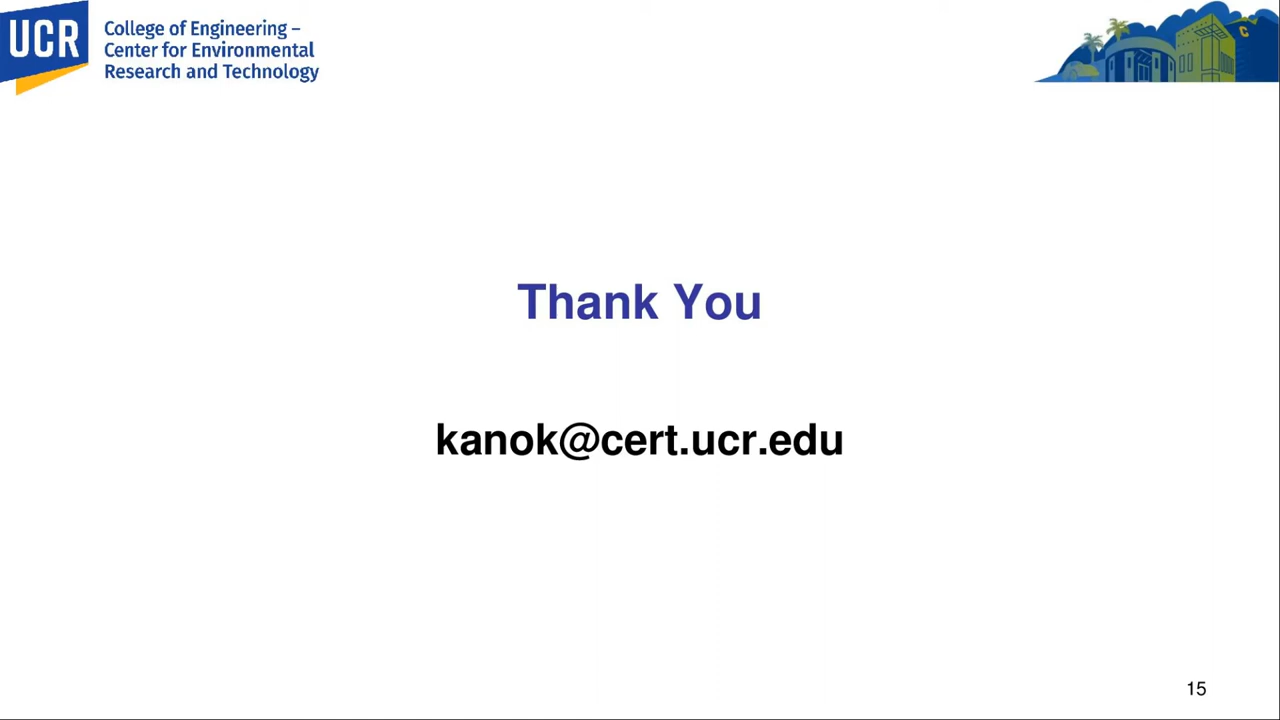 UCR
College of Engineering –
Center for Environmental
Research and Technology
C
Thank You
kanok@cert.ucr.edu
15